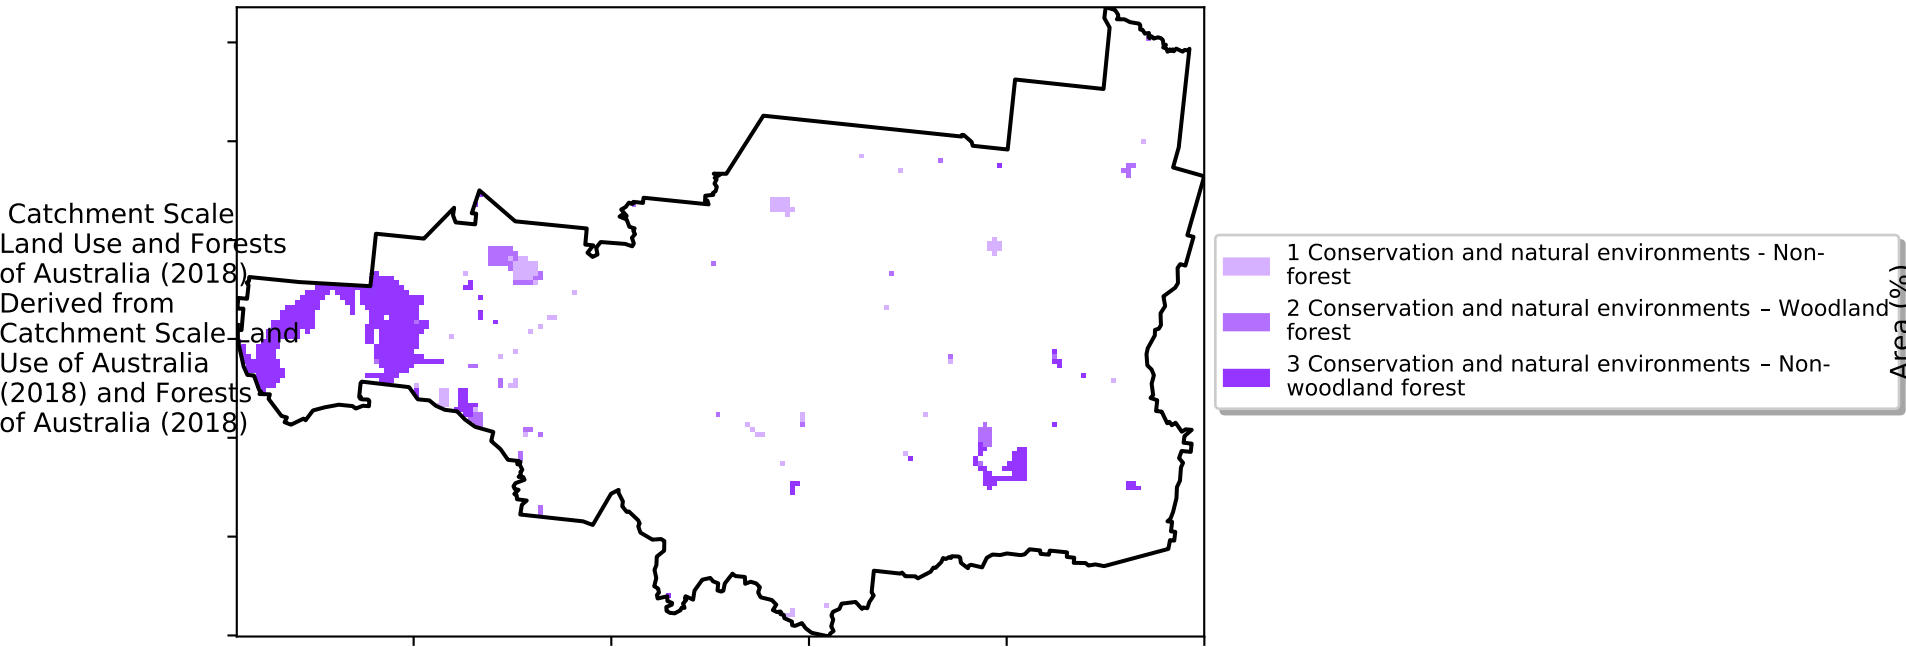 Catchment Scale
Land Use and Forests
of Australia (2018)
Derived from
Catchment Scale Land
Use of Australia
(2018) and Forests
of Australia (2018)
1 Conservation and natural environments - Non-
forest
2 Conservation and natural environments – Woodland
forest
3 Conservation and natural environments – Non-
woodland forest
Area (%)